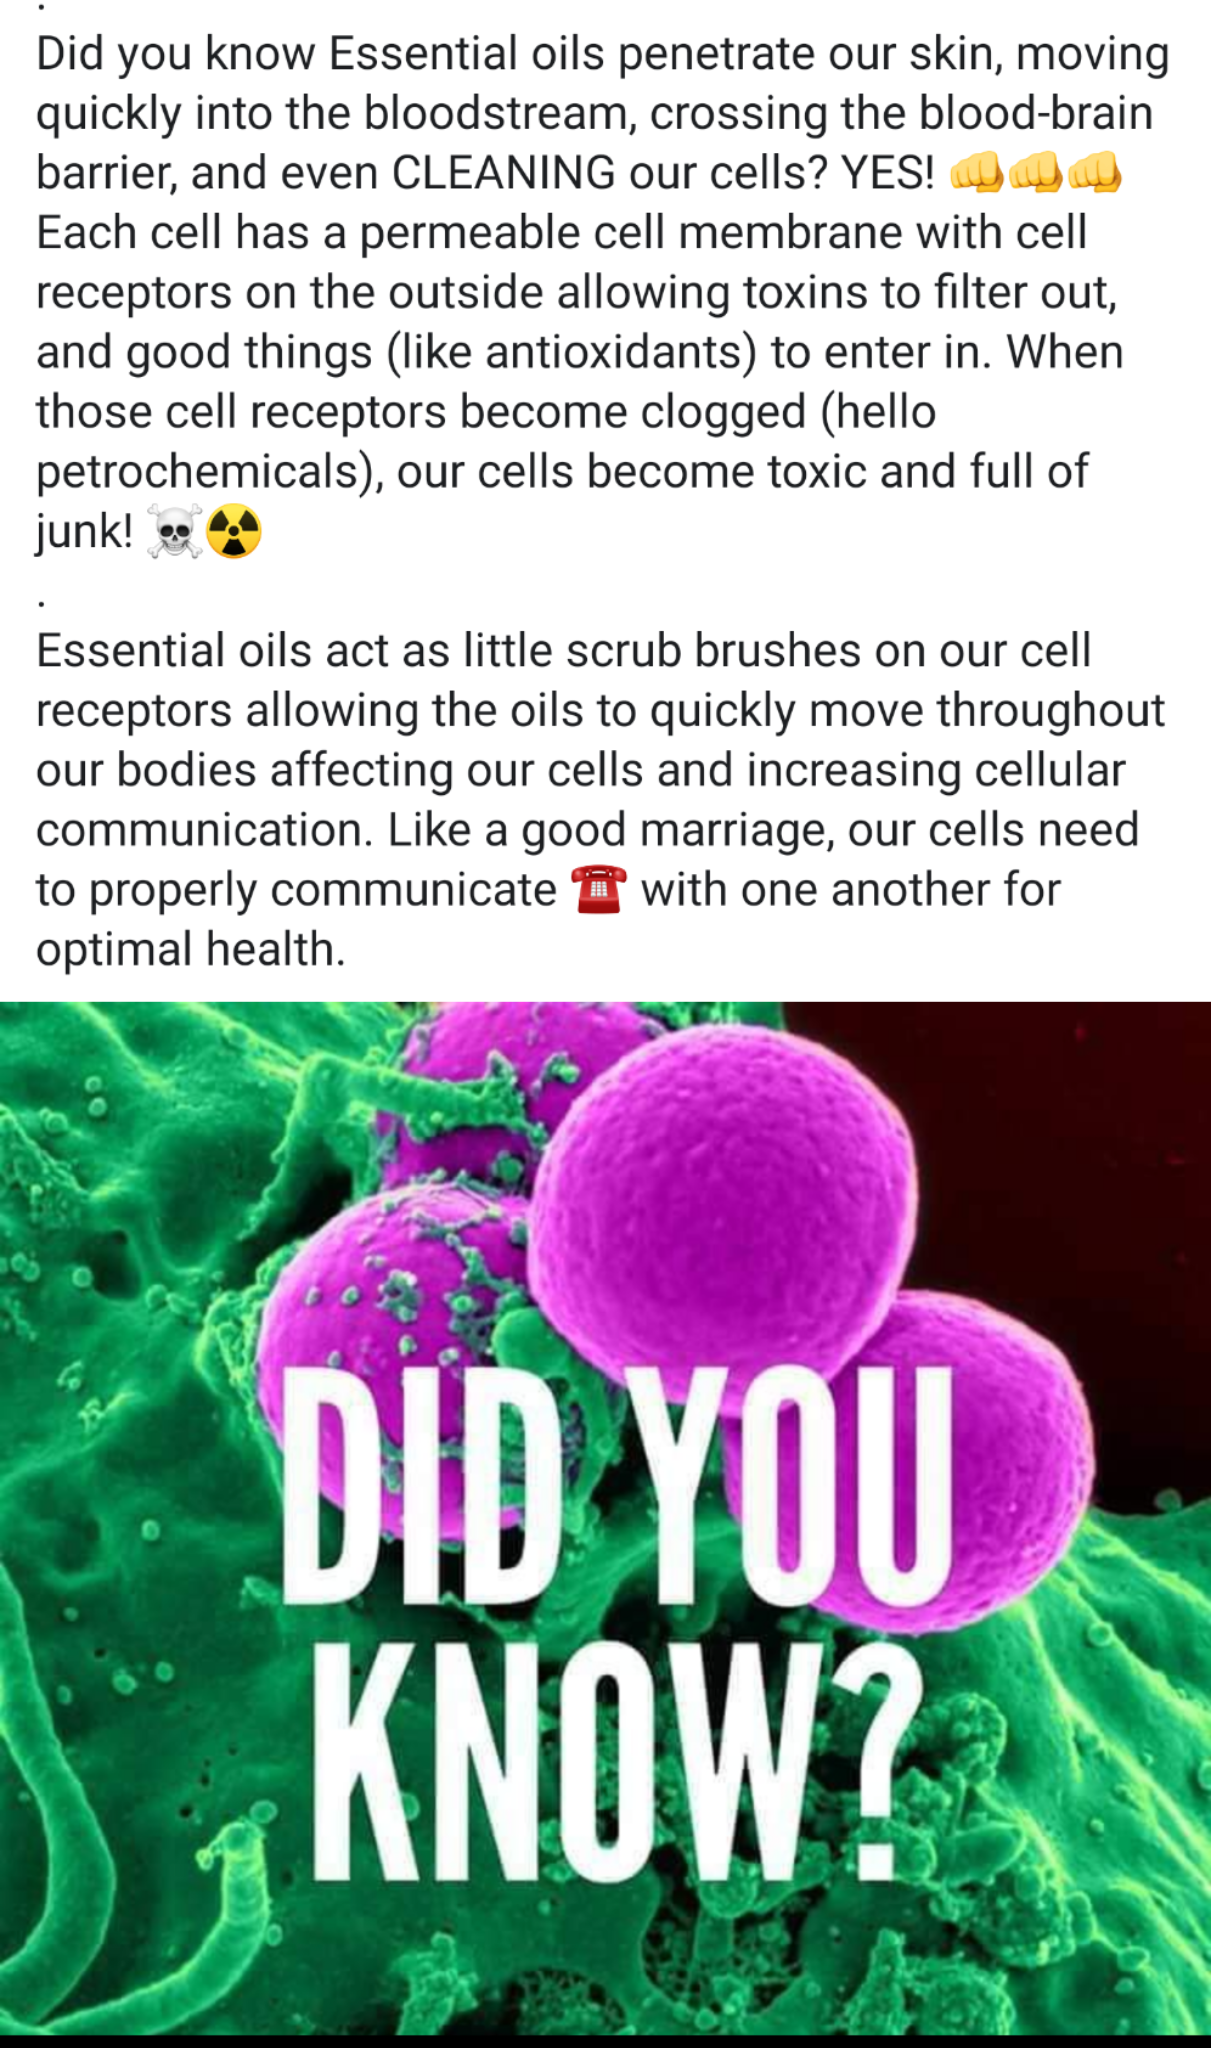 .
Did you know Essential oils penetrate our skin, moving
quickly into the bloodstream, crossing the blood-brain
barrier, and even CLEANING our cells? YES! 👊👊👊
Each cell has a permeable cell membrane with cell
receptors on the outside allowing toxins to filter out,
and good things (like antioxidants) to enter in. When
those cell receptors become clogged (hello
petrochemicals), our cells become toxic and full of
junk! ☠️☢️
.
Essential oils act as little scrub brushes on our cell
receptors allowing the oils to quickly move throughout
our bodies affecting our cells and increasing cellular
communication. Like a good marriage, our cells need
to properly communicate ☎️ with one another for
optimal health.
DID YOU
KNOW?